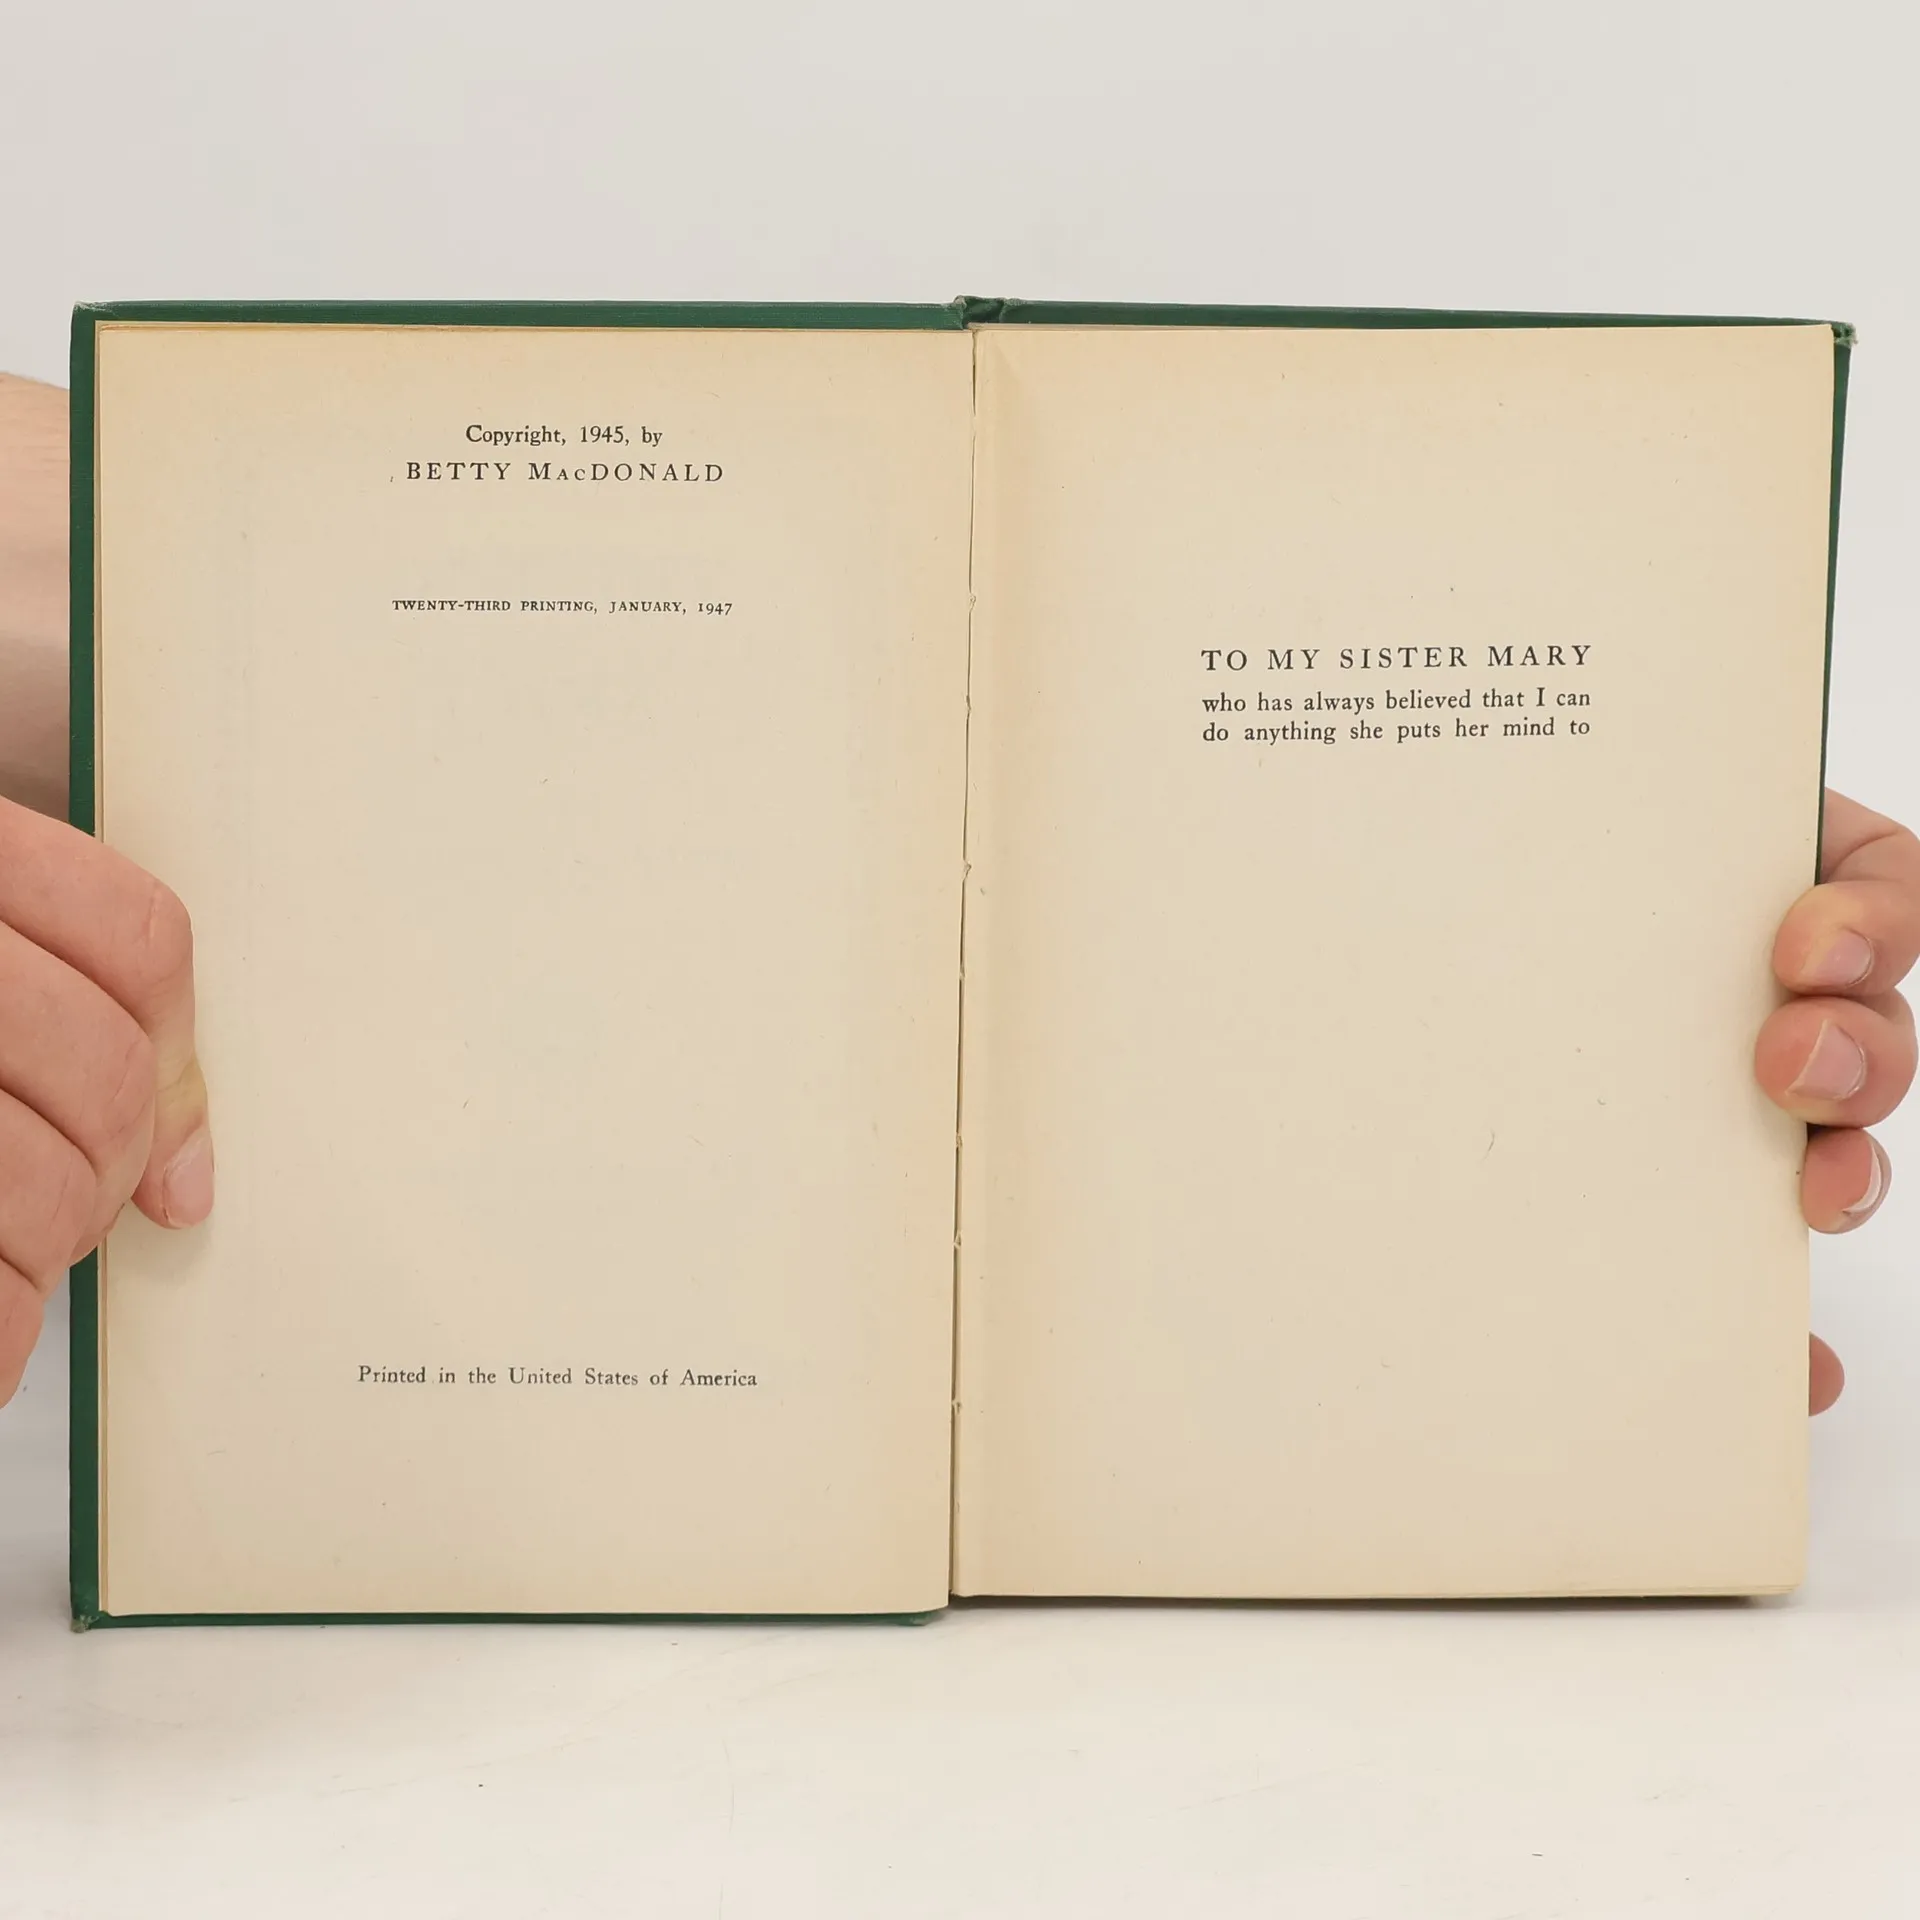 Copyright, 1945, by
BETTY MacDONALD
TWENTY-THIRD PRINTING, JANUARY, 1947
Printed in the United States of America
TO MY SISTER MARY
who has always believed that I can
do anything she puts her mind to